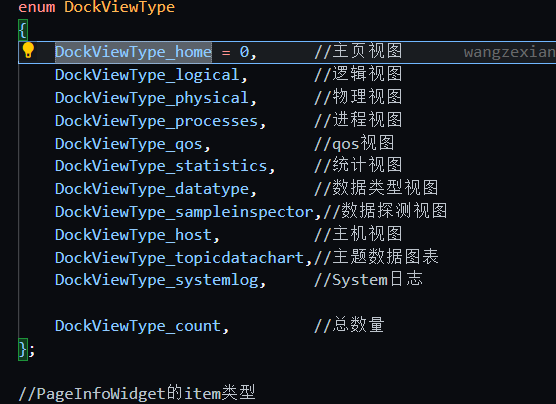 enum DockViewType
{
DockViewType_home = 0, //主页视图 wangzexian
DockViewType_logical, //逻辑视图
DockViewType_physical, //物理视图
DockViewType_processes, //进程视图
DockViewType_qos, //qos视图
DockViewType_statistics, //统计视图
DockViewType_datatype, //数据类型视图
DockViewType_sampleinspector,//数据探测视图
DockViewType_host, //主机视图
DockViewType_topicdatachart,//主题数据图表
DockViewType_systemlog, //System日志
DockViewType_count, //总数量
};
//PageInfoWidget的item类型